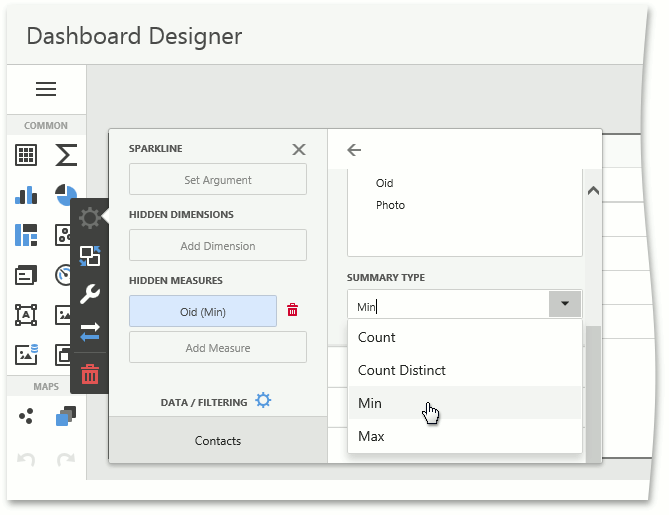 Dashboard Designer
COMMON
MAPS
SPARKLINE
Set Argument
HIDDEN DIMENSIONS
Add Dimension
HIDDEN MEASURES
Oid (Min)
Add Measure
DATA / FILTERING
Contacts
Oid
Photo
SUMMARY TYPE
Min
Count
Count Distinct
Min
Max